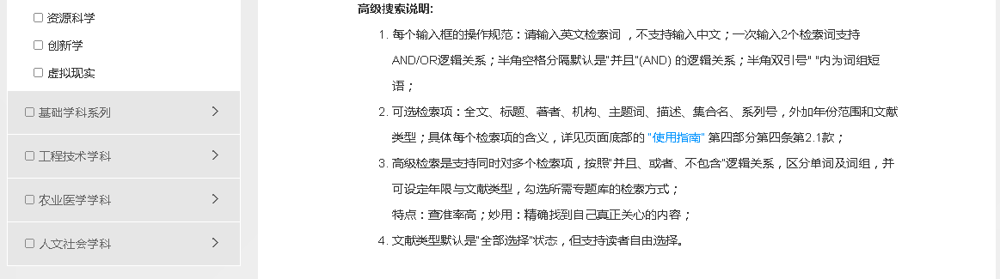 资源科学
创新学
虚拟现实
基础学科系列
工程技术学科
农业医学学科
人文社会学科
高级搜索说明:
1. 每个输入框的操作规范：请输入英文检索词 ，不支持输入中文；一次输入2个检索词支持
AND/OR逻辑关系；半角空格分隔默认是"并且"(AND) 的逻辑关系；半角双引号" "内为词组短
语；
2. 可选检索项：全文、标题、著者、机构、主题词、描述、集合名、系列号，外加年份范围和文献
类型；具体每个检索项的含义，详见页面底部的 "使用指南" 第四部分第四条第2.1款；
3. 高级检索是支持同时对多个检索项，按照"并且、或者、不包含"逻辑关系，区分单词及词组，并
可设定年限与文献类型，勾选所需专题库的检索方式；
特点：查准率高；妙用：精确找到自己真正关心的内容；
4. 文献类型默认是"全部选择"状态，但支持读者自由选择。